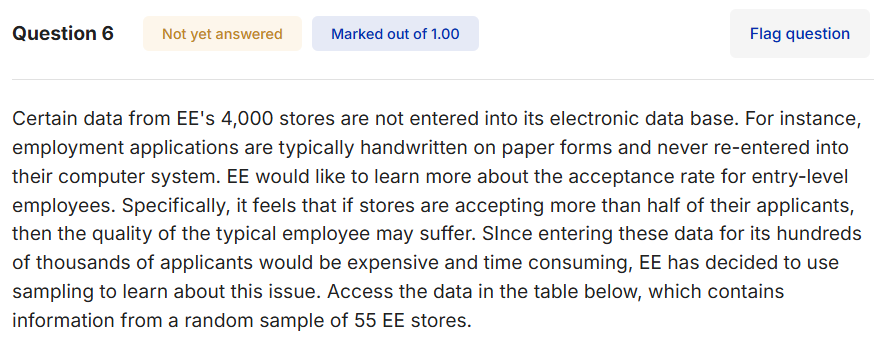 Question 6
Not yet answered
Marked out of 1.00
Flag question
Certain data from EE's 4,000 stores are not entered into its electronic data base. For instance,
employment applications are typically handwritten on paper forms and never re-entered into
their computer system. EE would like to learn more about the acceptance rate for entry-level
employees. Specifically, it feels that if stores are accepting more than half of their applicants,
then the quality of the typical employee may suffer. SInce entering these data for its hundreds
of thousands of applicants would be expensive and time consuming, EE has decided to use
sampling to learn about this issue. Access the data in the table below, which contains
information from a random sample of 55 EE stores.